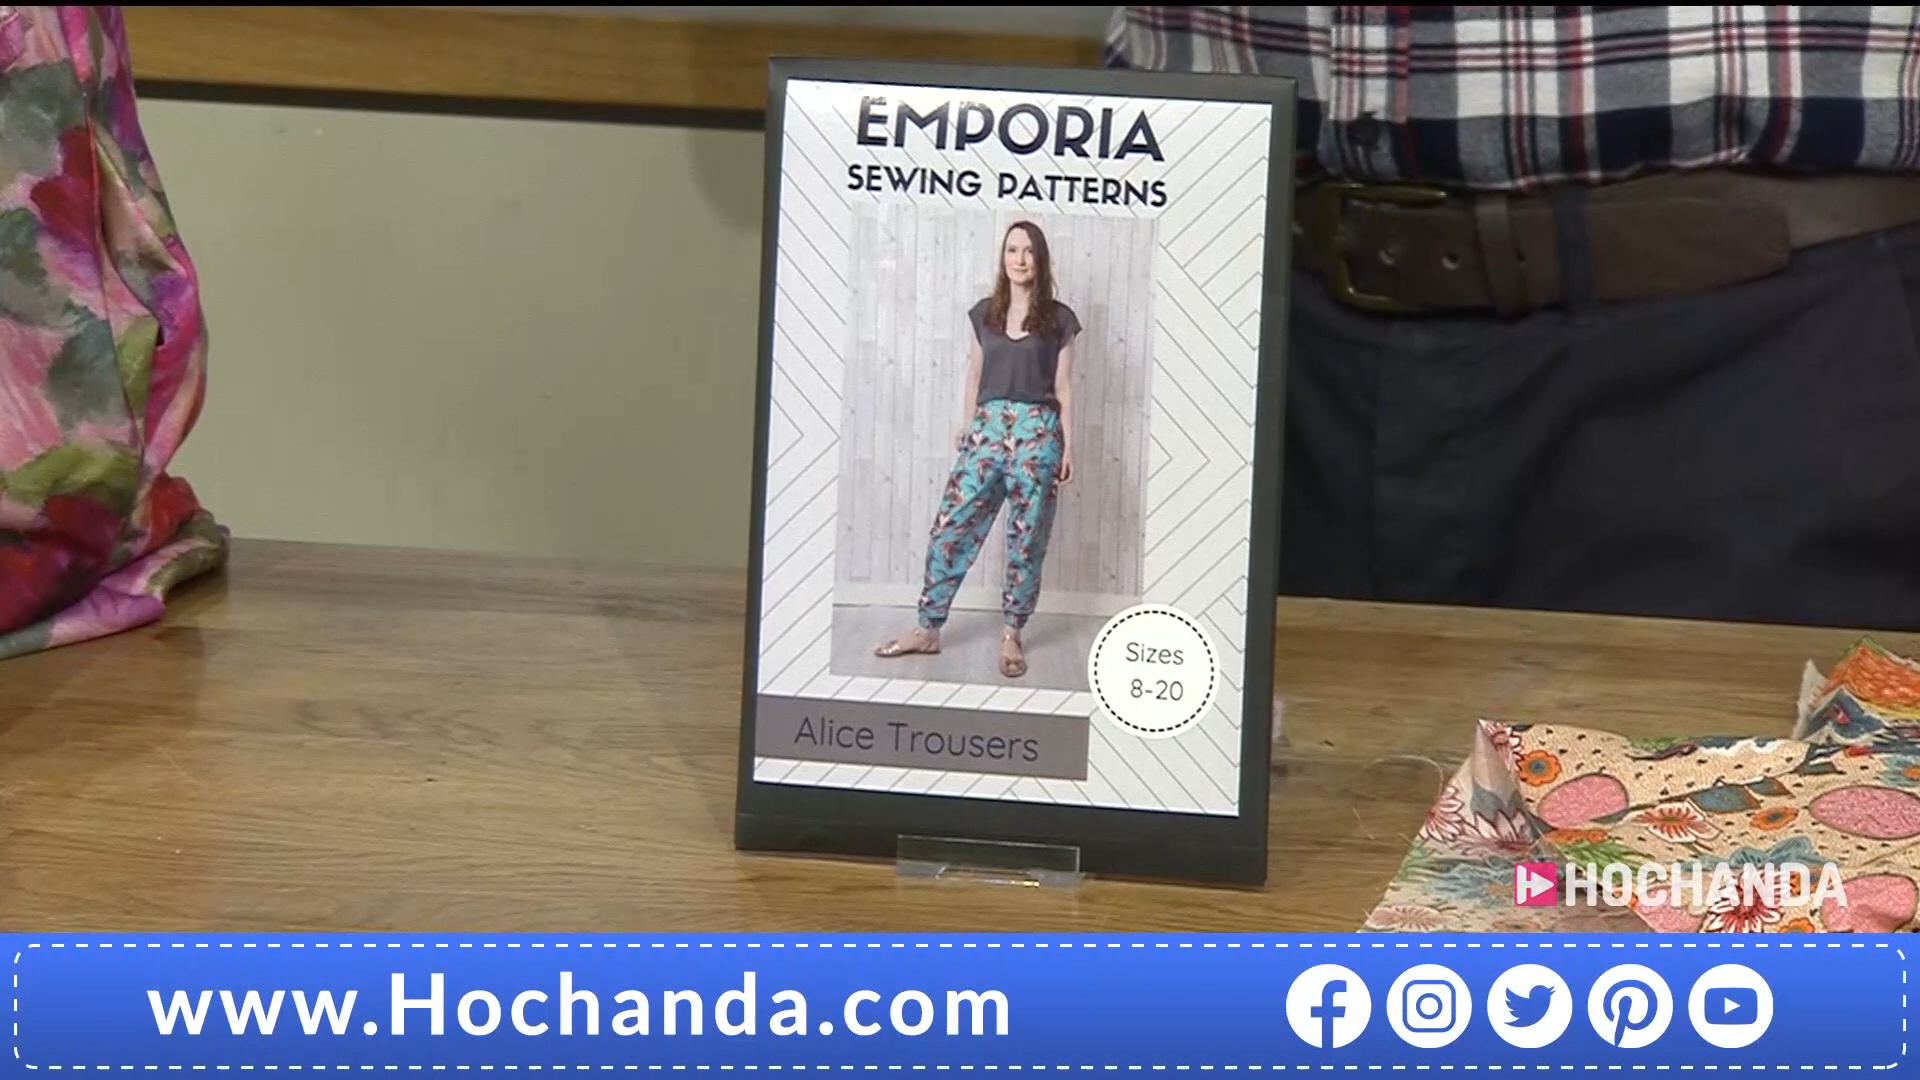 EMPORIA
SEWING PATTERNS
Sizes
8-20
Alice Trousers
HOCHANDA
www.Hochanda.com